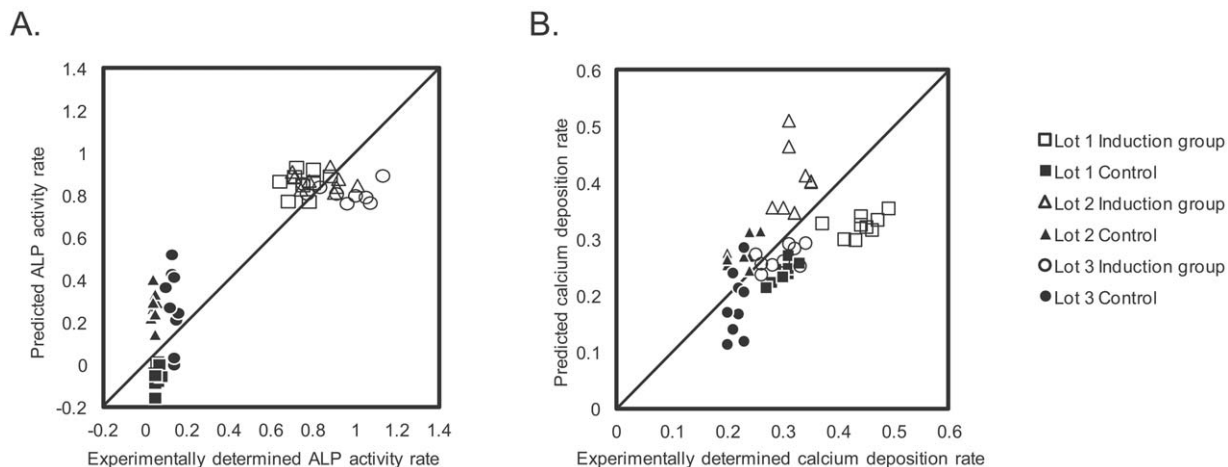 A.
1.4
1.2
1
0.8
0.6
0.4
0.2
0
-0.2
Predicted ALP activity rate
-0.2 0 0.2 0.4 0.6 0.8 1 1.2 1.4
Experimentally determined ALP activity rate
B.
0.6
0.5
0.4
0.3
0.2
0.1
0
Predicted calcium deposition rate
0 0.1 0.2 0.3 0.4 0.5 0.6
Experimentally determined calcium deposition rate
Lot 1 Induction group
Lot 1 Control
Lot 2 Induction group
Lot 2 Control
Lot 3 Induction group
Lot 3 Control